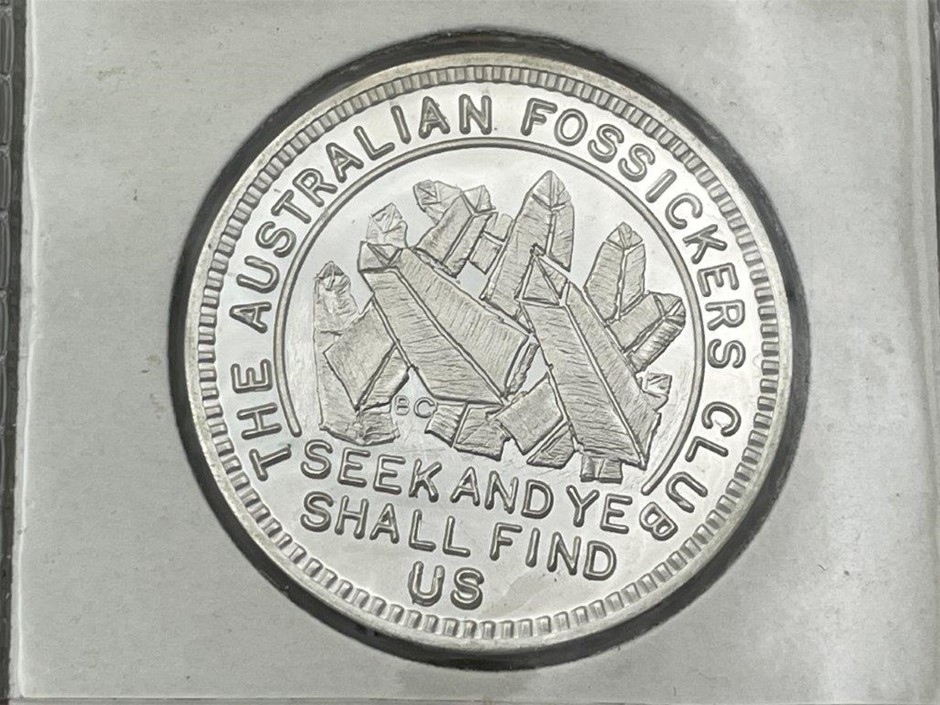 THE AUSTRALIAN FOSSICKERS CLUB
BC
SEEK AND YE
SHALL FIND
US